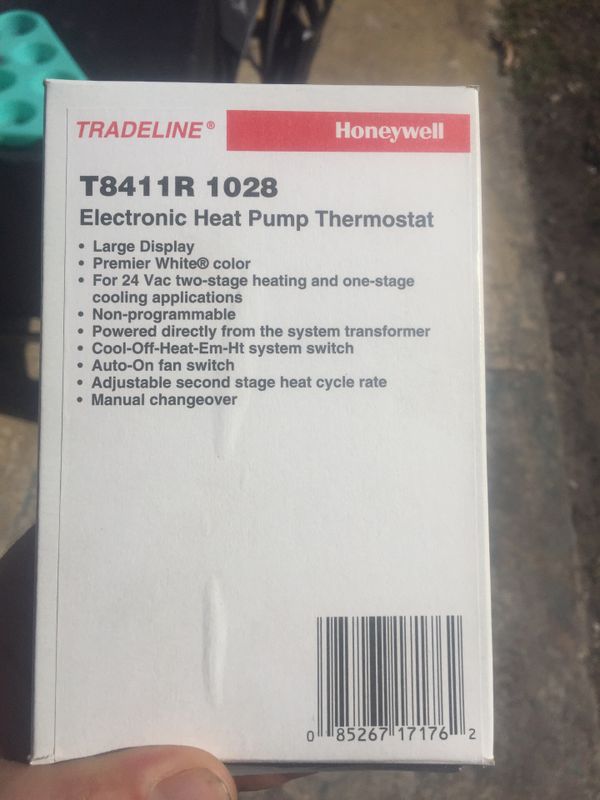 TRADELINE® Honeywell
T8411R 1028
Electronic Heat Pump Thermostat
• Large Display
• Premier White® color
• For 24 Vac two-stage heating and one-stage
cooling applications
• Non-programmable
• Powered directly from the system transformer
• Cool-Off-Heat-Em-Ht system switch
• Auto-On fan switch
• Adjustable second stage heat cycle rate
• Manual changeover
0 85267 17176 2